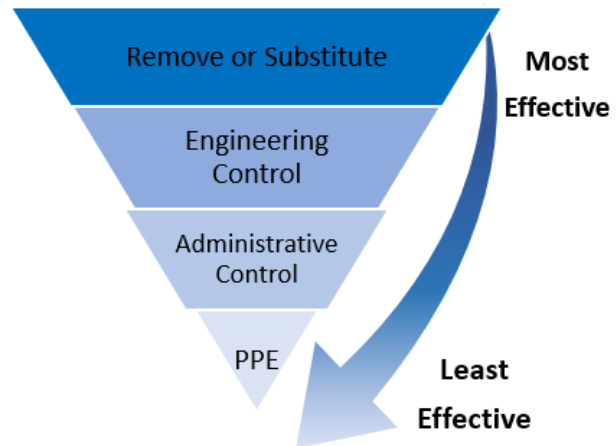 Remove or Substitute
Most
Effective
Engineering
Control
Administrative
Control
PPE
Least
Effective